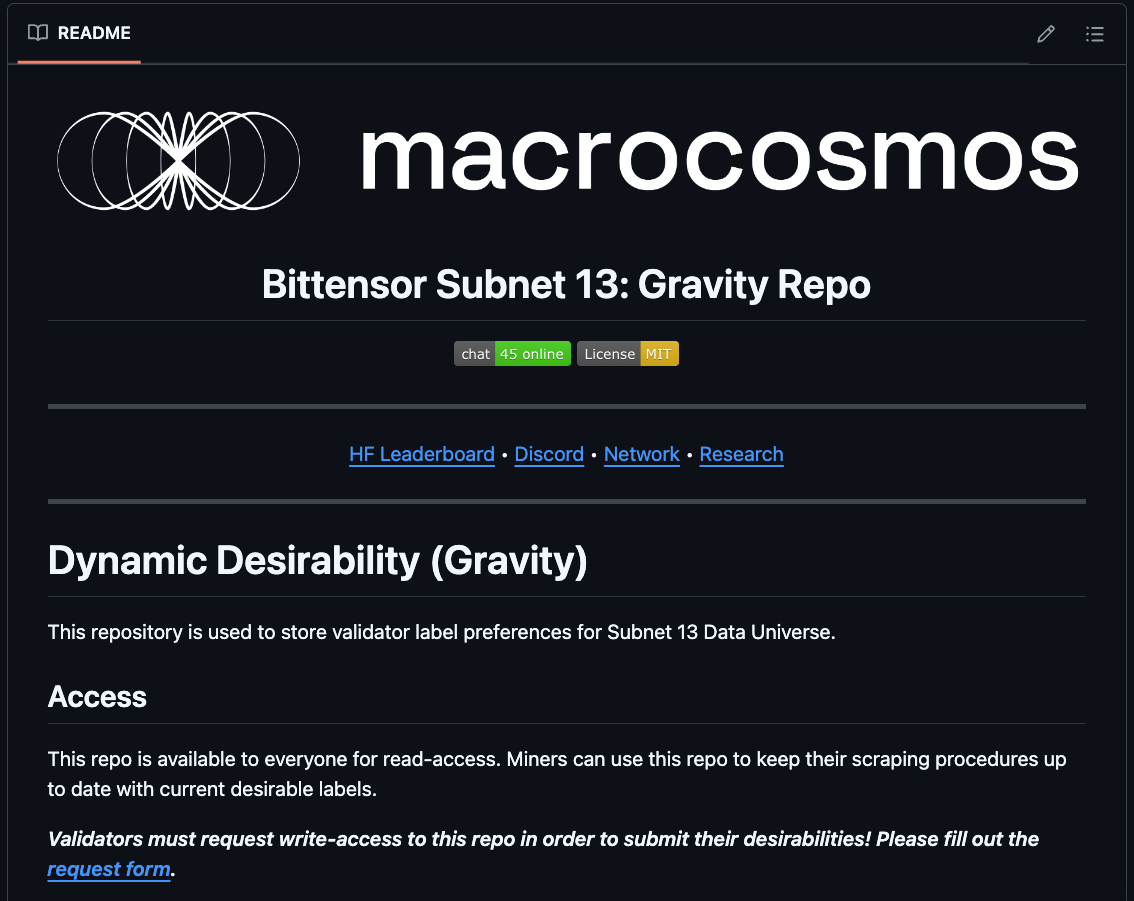 README
macrocosmos
Bittensor Subnet 13: Gravity Repo
chat 45 online License MIT
HF Leaderboard • Discord • Network • Research
Dynamic Desirability (Gravity)
This repository is used to store validator label preferences for Subnet 13 Data Universe.
Access
This repo is available to everyone for read-access. Miners can use this repo to keep their scraping procedures up
to date with current desirable labels.
Validators must request write-access to this repo in order to submit their desirabilities! Please fill out the
request form.